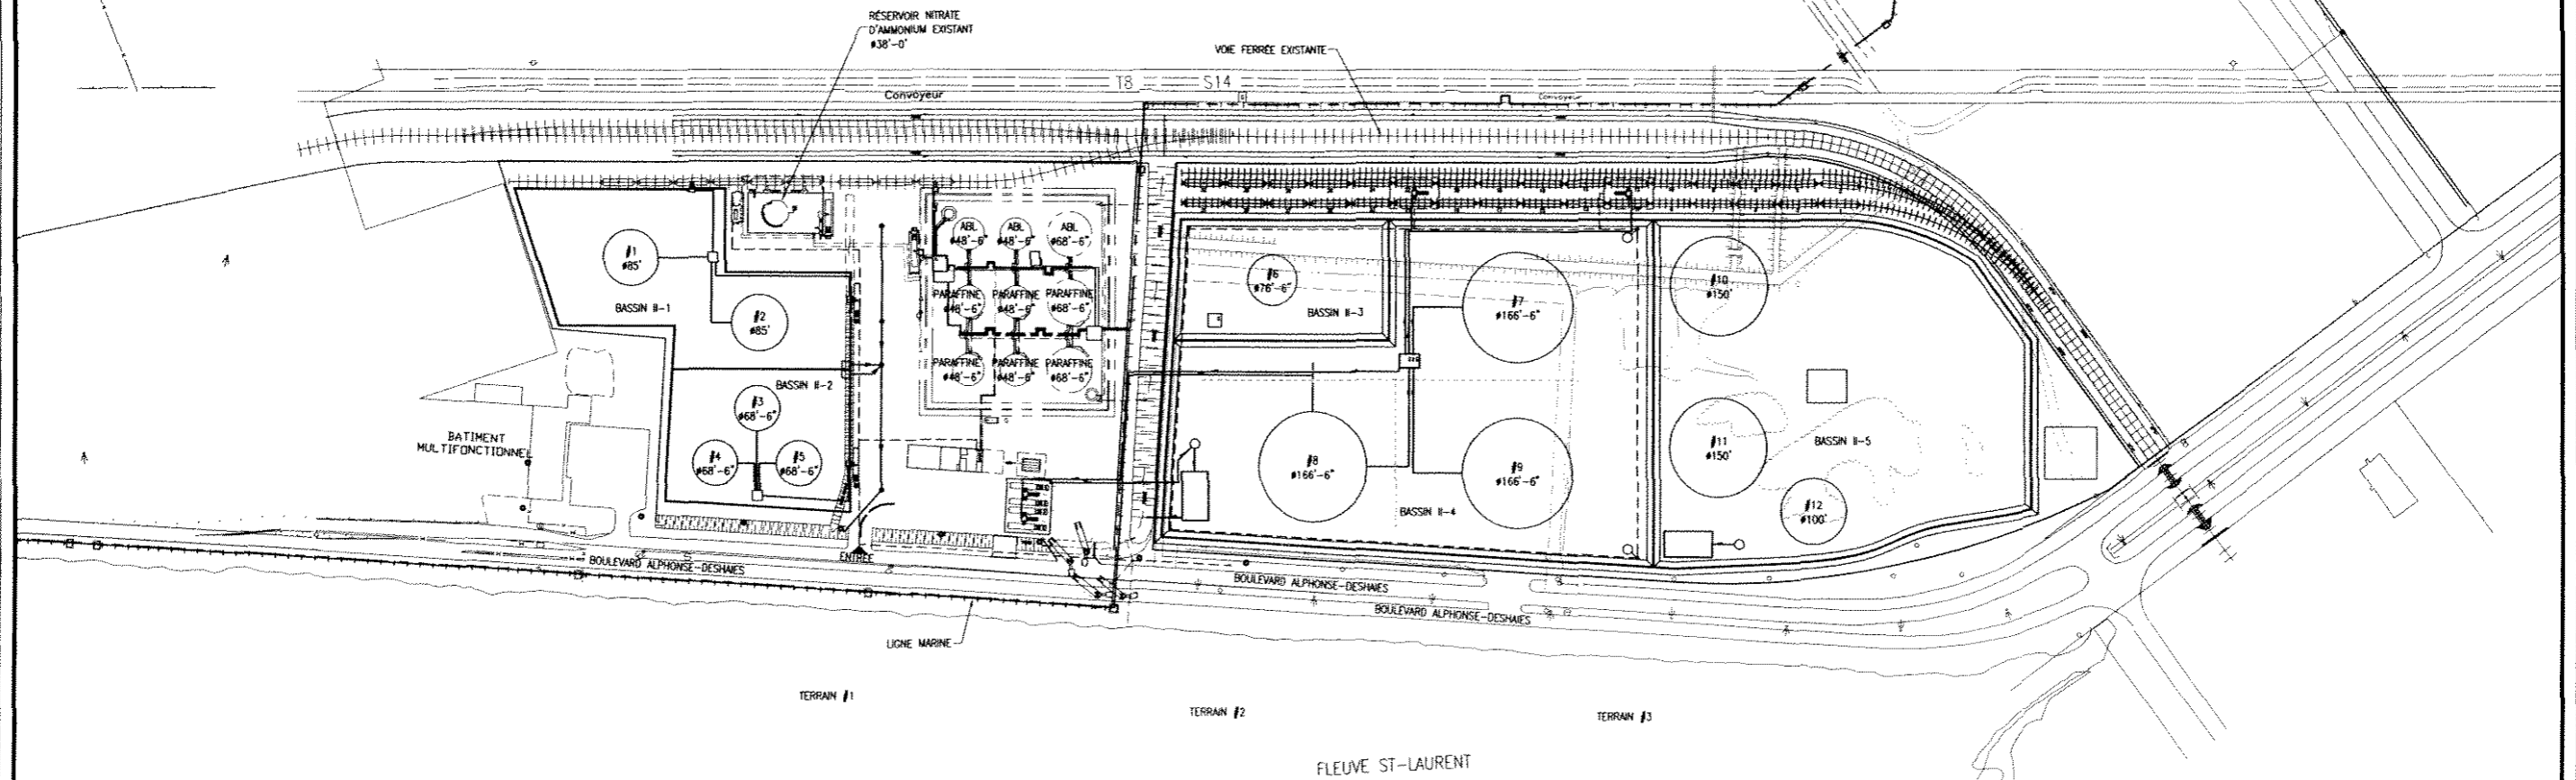 RÉSERVOIR NITRATE
D'AMMONIUM EXISTANT
ø38'-0"
VOIE FERRÉE EXISTANTE
T8
S14
Convoyeur
Convoyeur
ABL
ø48'-6"
ABL
ø48'-6"
ABL
ø68'-6"
#1
ø85'
BASSIN II-1
#2
ø85'
PARAFFINE
ø48'-6"
PARAFFINE
ø48'-6"
PARAFFINE
ø68'-6"
#6
ø76'-6"
BASSIN II-3
#7
ø166'-6"
#10
ø150'
PARAFFINE
ø48'-6"
PARAFFINE
ø48'-6"
PARAFFINE
ø68'-6"
BASSIN II-2
#3
ø68'-6"
#4
ø68'-6"
#5
ø68'-6"
BATIMENT
MULTIFONCTIONNEL
#8
ø166'-6"
#9
ø166'-6"
#11
ø150'
BASSIN II-5
#12
ø100'
BASSIN II-4
ENTRÉE
BOULEVARD ALPHONSE-DESHAIES
BOULEVARD ALPHONSE-DESHAIES
BOULEVARD ALPHONSE-DESHAIES
LIGNE MARINE
TERRAIN #1
TERRAIN #2
TERRAIN #3
FLEUVE ST-LAURENT